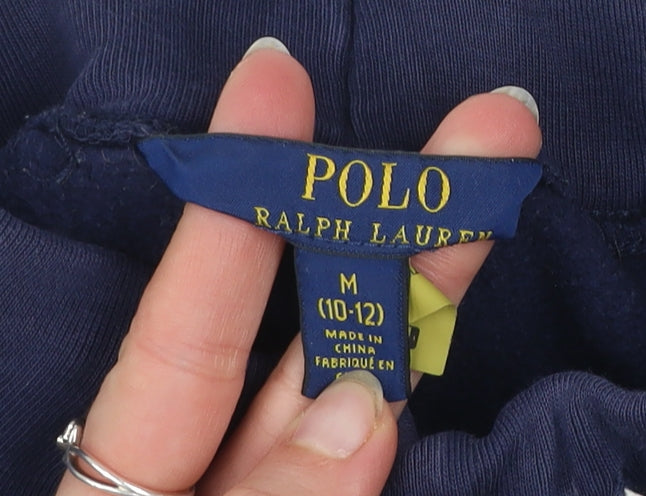 POLO
RALPH LAUREN
M
(10-12)
MADE IN
CHINA
FABRIQUÉ EN